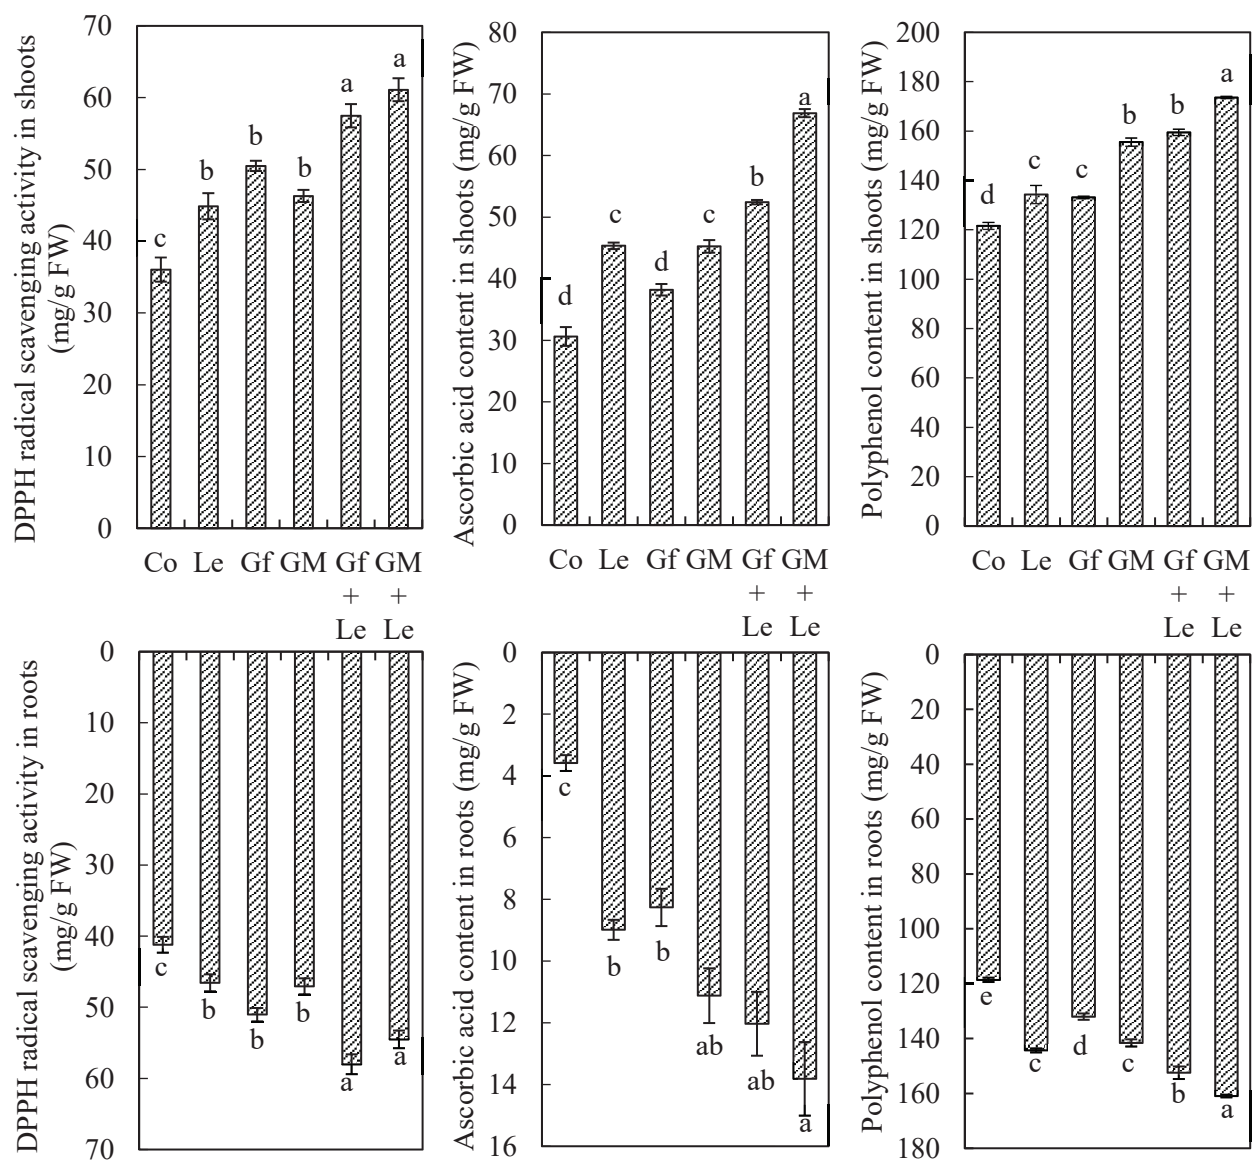 DPPH radical scavenging activity in shoots
(mg/g FW)
70
60
50
40
30
20
10
0
c
b
b
b
a
a
Co Le Gf GM Gf GM
+ +
Le Le
Ascorbic acid content in shoots (mg/g FW)
80
70
60
50
40
30
20
10
0
d
c
d
c
b
a
Co Le Gf GM Gf GM
+ +
Le Le
Polyphenol content in shoots (mg/g FW)
200
180
160
140
120
100
80
60
40
20
0
d
c
c
b
b
a
Co Le Gf GM Gf GM
+ +
Le Le
DPPH radical scavenging activity in roots
(mg/g FW)
0
10
20
30
40
50
60
70
c
b
b
b
a
a
Ascorbic acid content in roots (mg/g FW)
0
2
4
6
8
10
12
14
16
c
b
b
ab
ab
a
Polyphenol content in roots (mg/g FW)
0
20
40
60
80
100
120
140
160
180
e
c
d
c
b
a